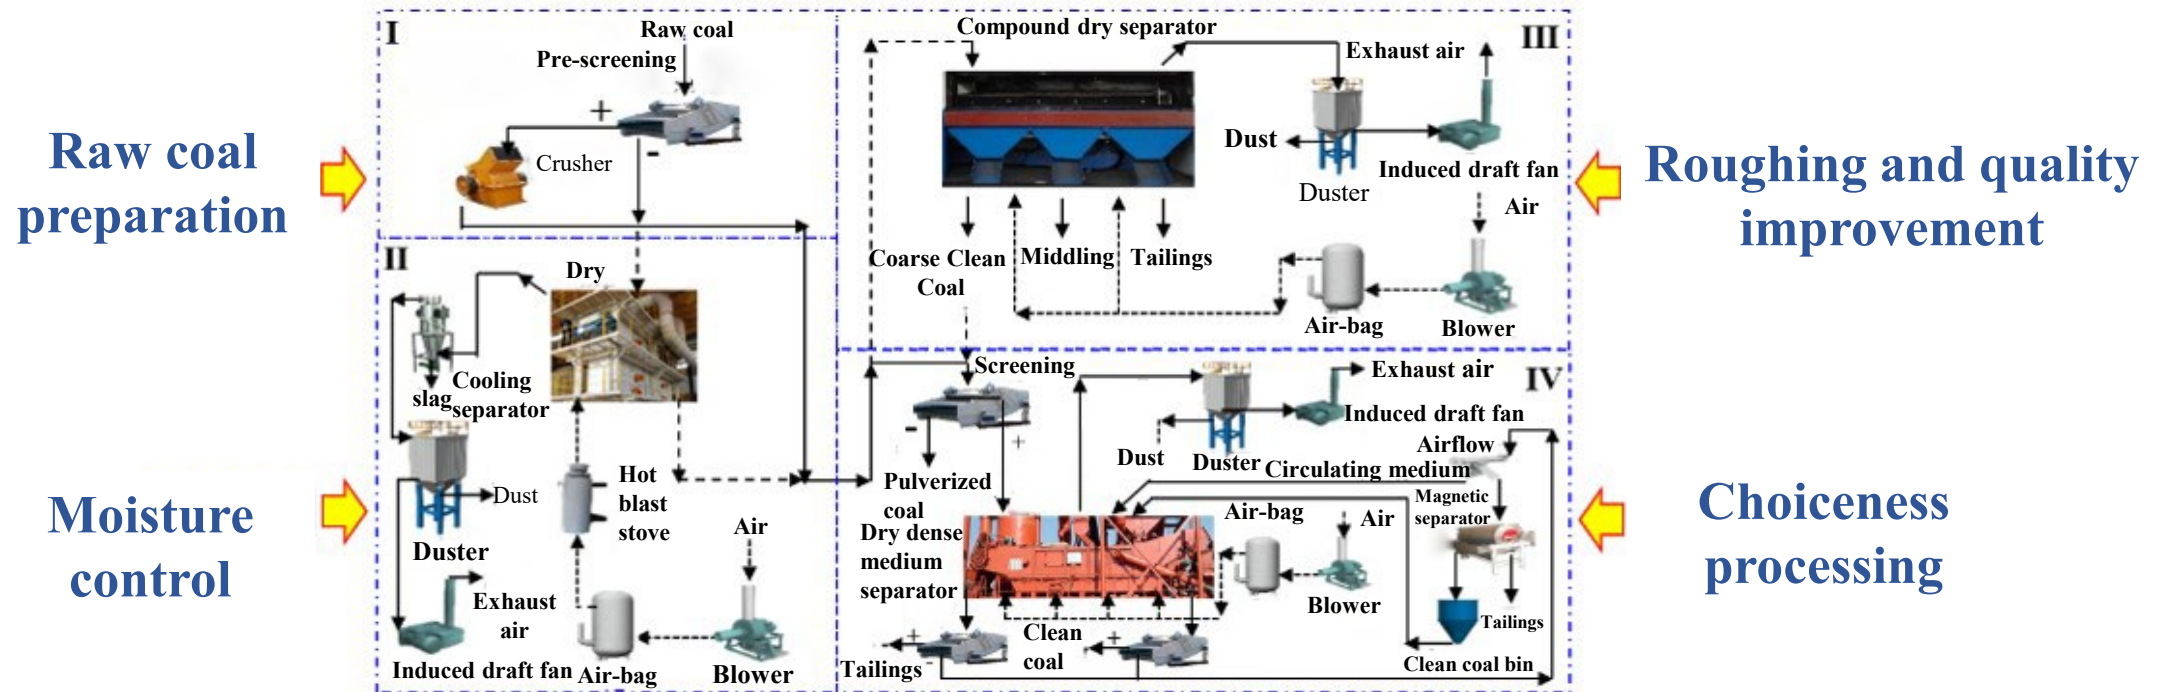 Raw coal
preparation
Moisture
control
I
Raw coal
Pre-screening
+
Crusher
-
II
Dry
Cooling
separator
slag
Dust
Duster
Hot
blast
stove
Air
Exhaust
air
Induced draft fan
Air-bag
Blower
III
Compound dry separator
Exhaust air
Dust
Duster
Induced draft fan
Air
Coarse Clean
Coal
Middling
Tailings
Air-bag
Blower
IV
Screening
-
+
Pulverized
coal
Exhaust air
Induced draft fan
Dust
Duster
Airflow
Circulating medium
Magnetic
separator
Dry dense
medium
separator
Air-bag
Air
Blower
Tailings
Clean coal bin
+
-
Tailings
Clean
coal
+
Roughing and quality
improvement
Choiceness
processing